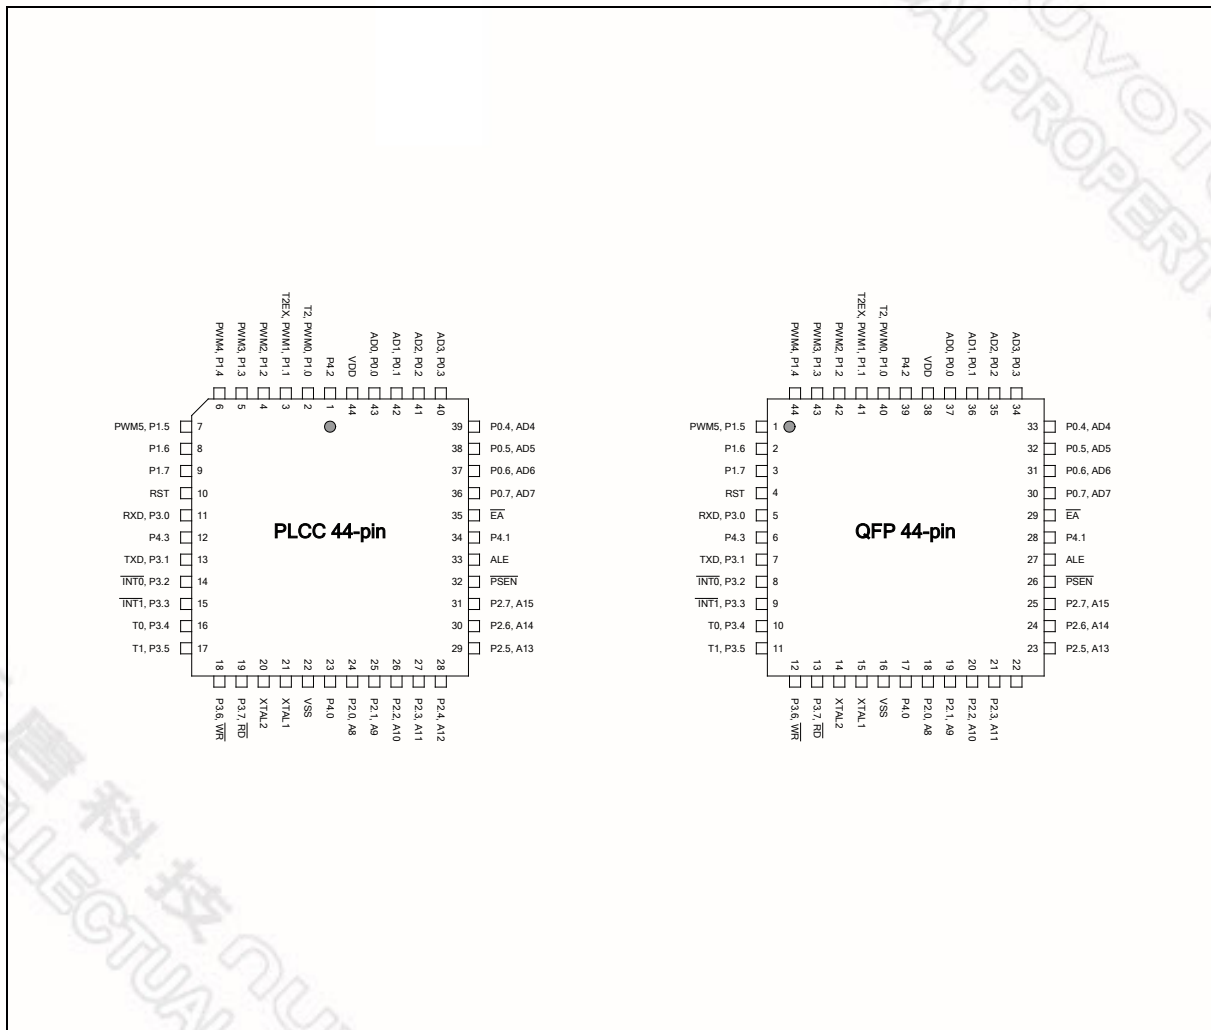 NUVOTO
AL PROPERT
PWM4, P1.4
PWM3, P1.3
PWM2, P1.2
T2EX, PWM1, P1.1
T2, PWM0, P1.0
P4.2
VDD
AD0, P0.0
AD1, P0.1
AD2, P0.2
AD3, P0.3
6 5 4 3 2 1 44 43 42 41 40
PWM5, P1.5 7
P1.6 8
P1.7 9
RST 10
RXD, P3.0 11
P4.3 12
TXD, P3.1 13
INT0, P3.2 14
INT1, P3.3 15
T0, P3.4 16
T1, P3.5 17
PLCC 44-pin
39 P0.4, AD4
38 P0.5, AD5
37 P0.6, AD6
36 P0.7, AD7
35 EA
34 P4.1
33 ALE
32 PSEN
31 P2.7, A15
30 P2.6, A14
29 P2.5, A13
18 19 20 21 22 23 24 25 26 27 28
P3.6, WR
P3.7, RD
XTAL2
XTAL1
VSS
P4.0
P2.0, A8
P2.1, A9
P2.2, A10
P2.3, A11
P2.4, A12
PWM4, P1.4
PWM3, P1.3
PWM2, P1.2
T2EX, PWM1, P1.1
T2, PWM0, P1.0
P4.2
VDD
AD0, P0.0
AD1, P0.1
AD2, P0.2
AD3, P0.3
44 43 42 41 40 39 38 37 36 35 34
PWM5, P1.5 1
P1.6 2
P1.7 3
RST 4
RXD, P3.0 5
P4.3 6
TXD, P3.1 7
INT0, P3.2 8
INT1, P3.3 9
T0, P3.4 10
T1, P3.5 11
QFP 44-pin
33 P0.4, AD4
32 P0.5, AD5
31 P0.6, AD6
30 P0.7, AD7
29 EA
28 P4.1
27 ALE
26 PSEN
25 P2.7, A15
24 P2.6, A14
23 P2.5, A13
12 13 14 15 16 17 18 19 20 21 22
P3.6, WR
P3.7, RD
XTAL2
XTAL1
VSS
P4.0
P2.0, A8
P2.1, A9
P2.2, A10
P2.3, A11
唐科技 nu
ELLECTUAL